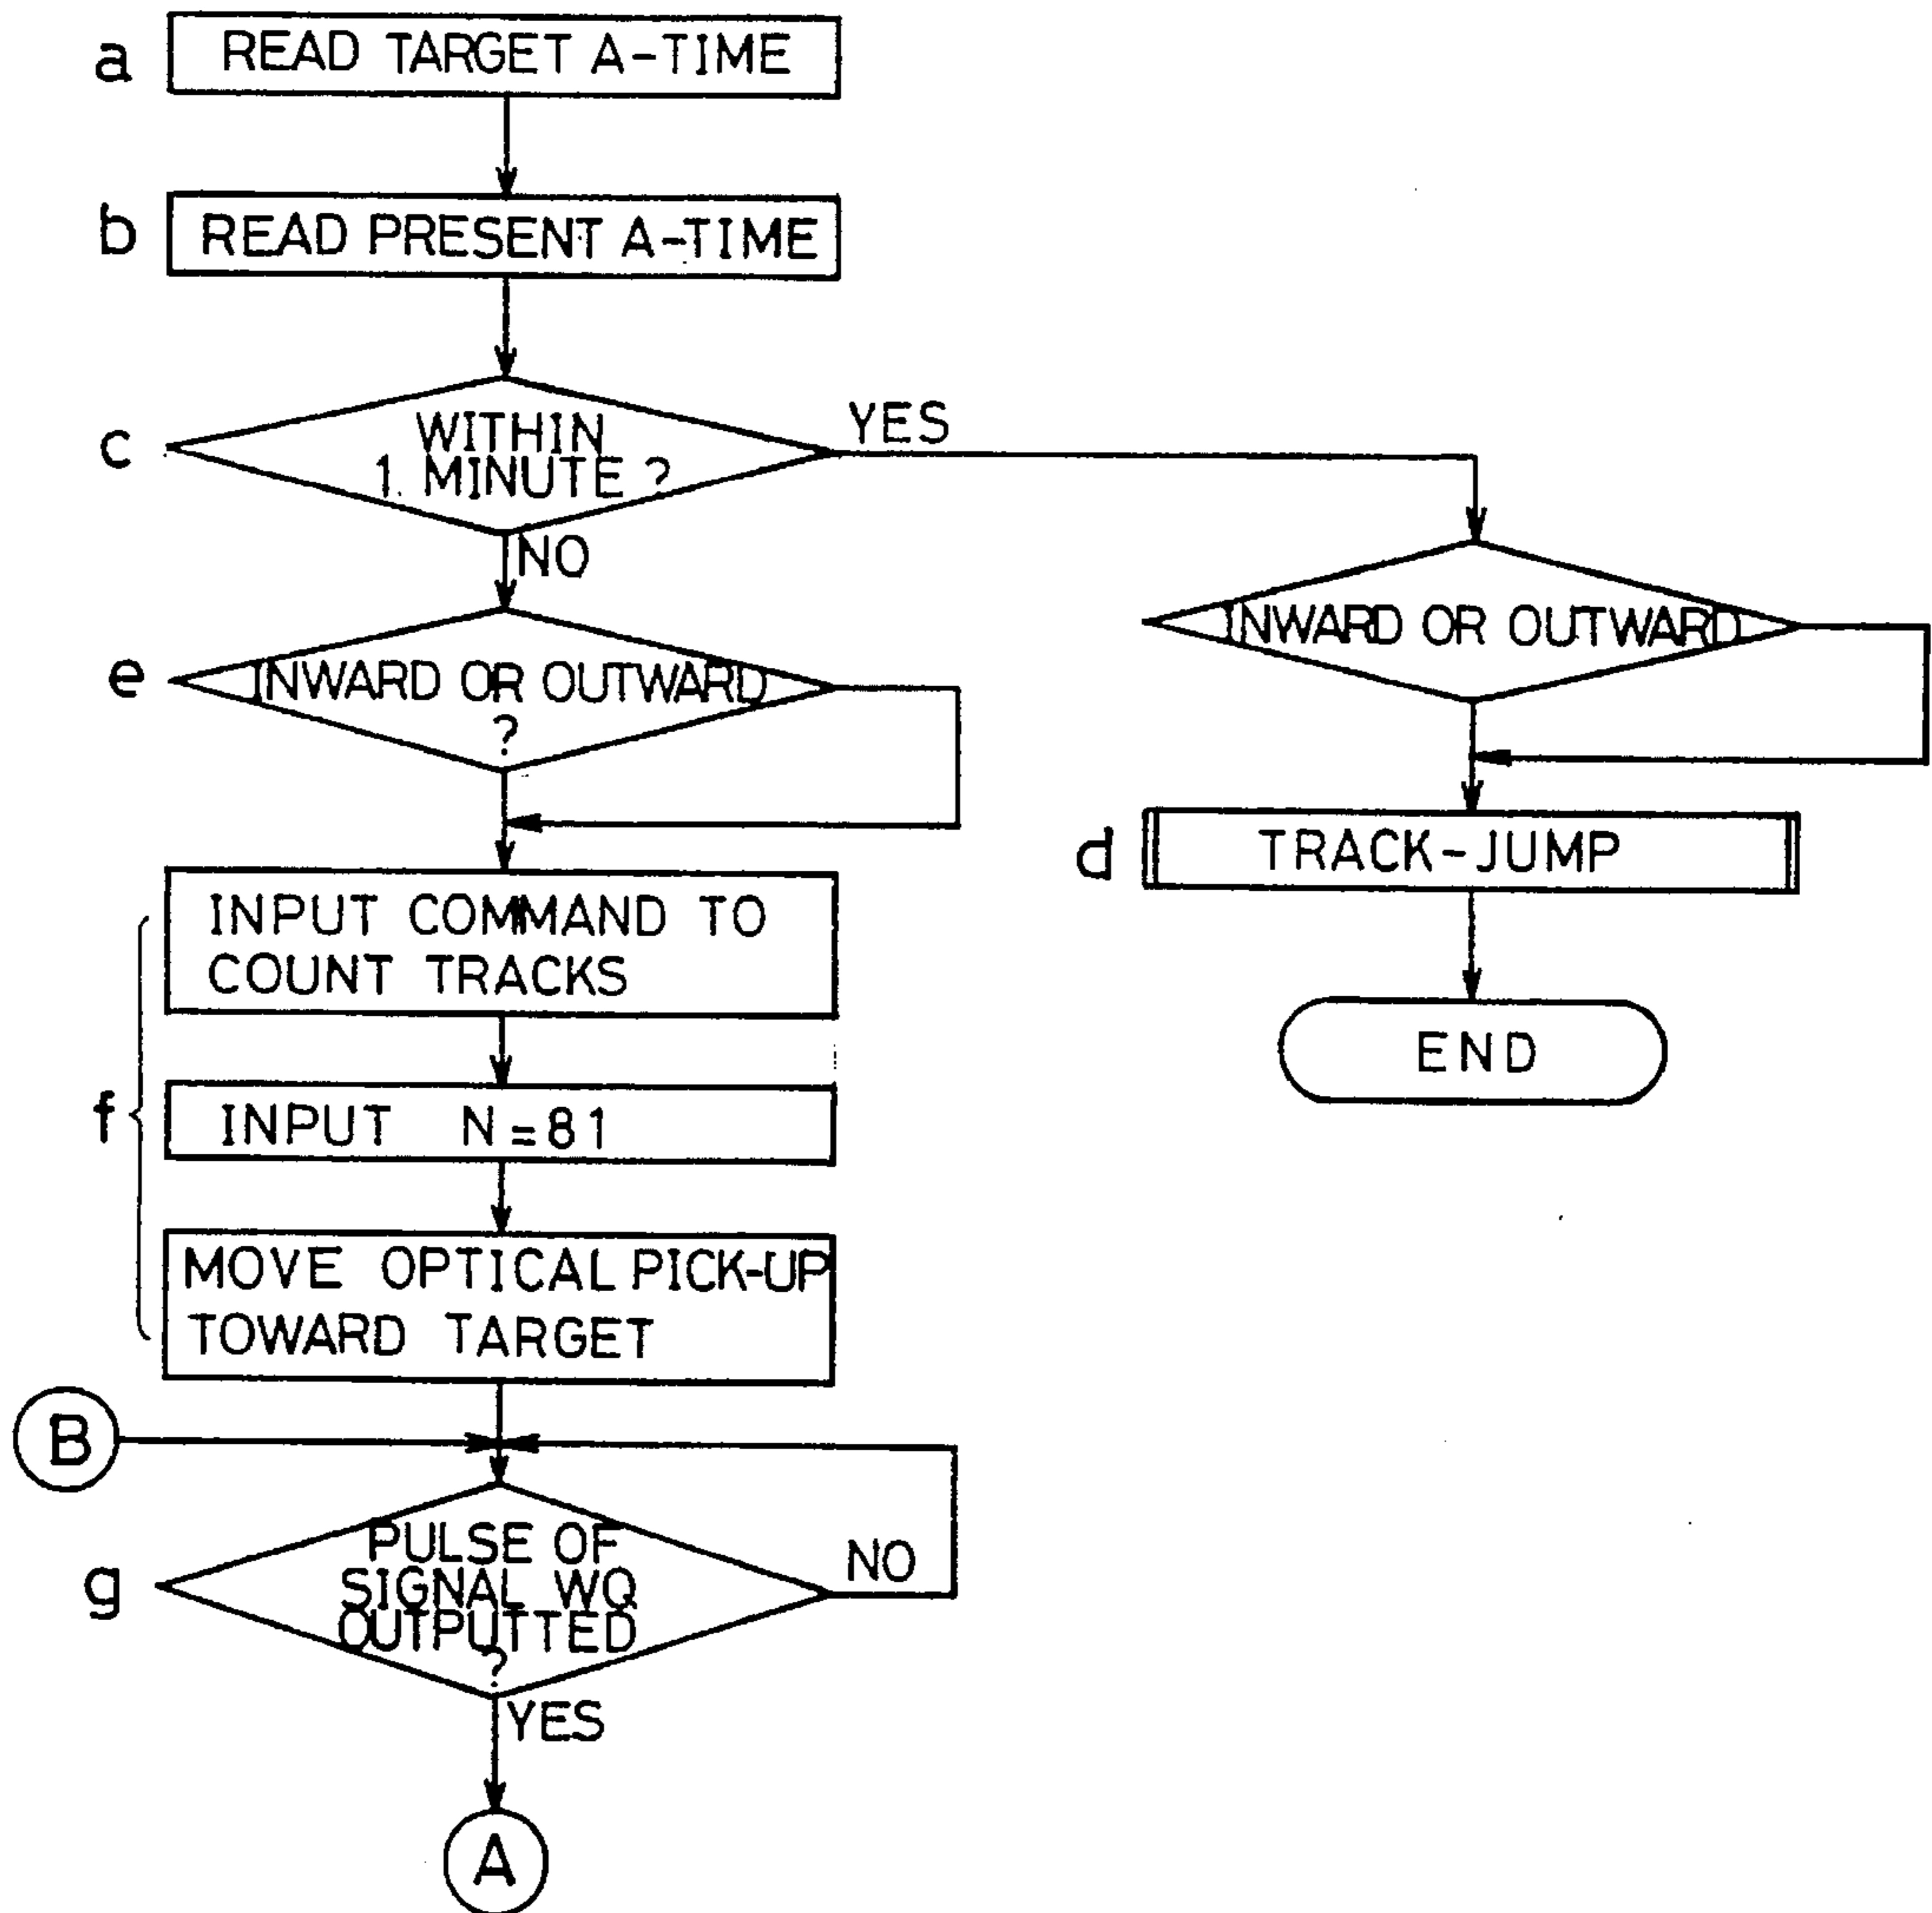 a
READ TARGET A-TIME
b
READ PRESENT A-TIME
c
WITHIN
1. MINUTE ?
YES
NO
INWARD OR OUTWARD
e
INWARD OR OUTWARD
?
d
TRACK-JUMP
END
f
INPUT COMMAND TO
COUNT TRACKS
INPUT N=81
MOVE OPTICAL PICK-UP
TOWARD TARGET
B
g
PULSE OF
SIGNAL WQ
OUTPUTTED
?
NO
YES
A